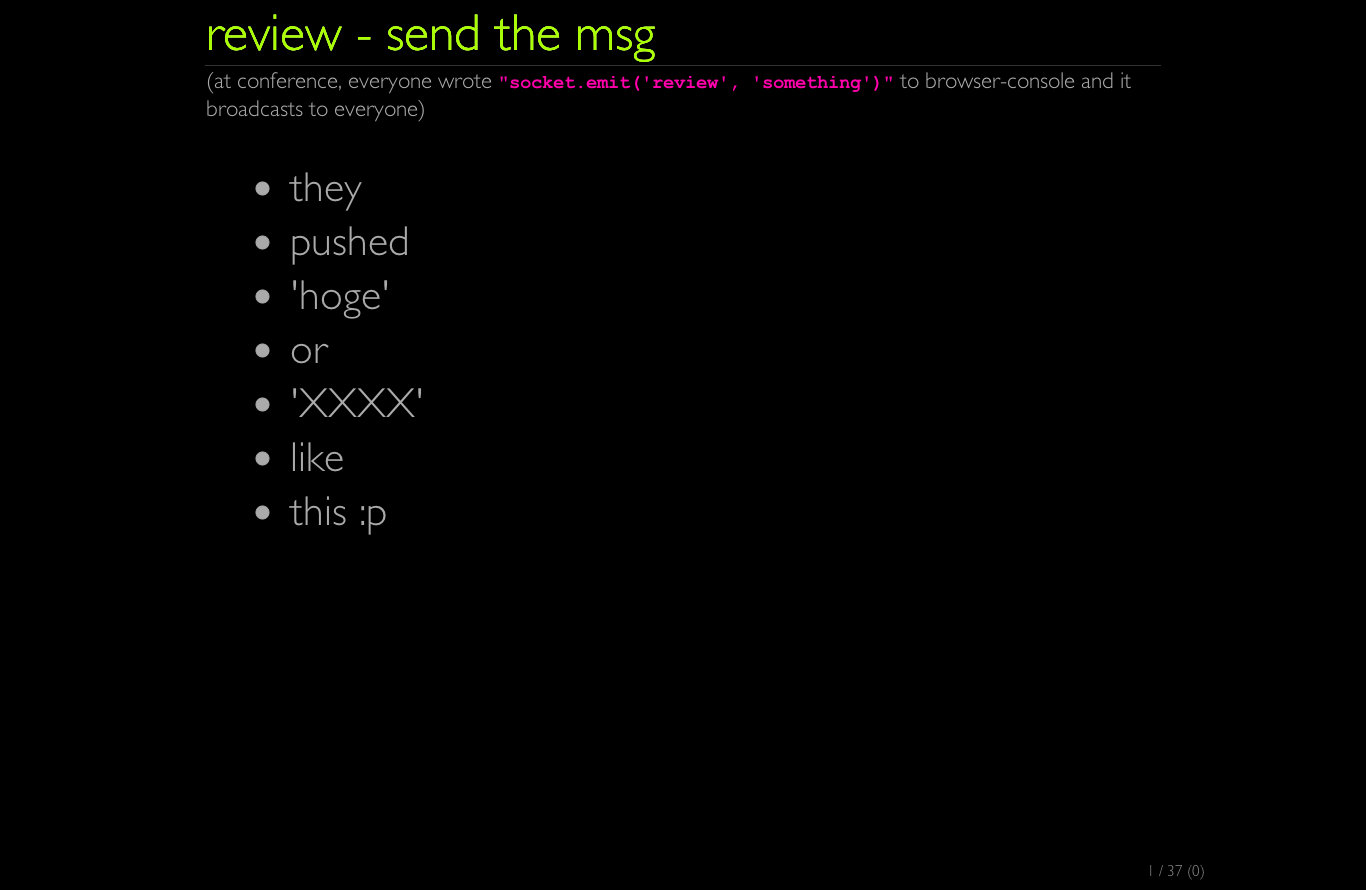 review - send the msg
(at conference, everyone wrote "socket.emit('review', 'something')" to browser-console and it
broadcasts to everyone)
• they
• pushed
• 'hoge'
• or
• 'XXXX'
• like
• this :p
1 / 37 (0)